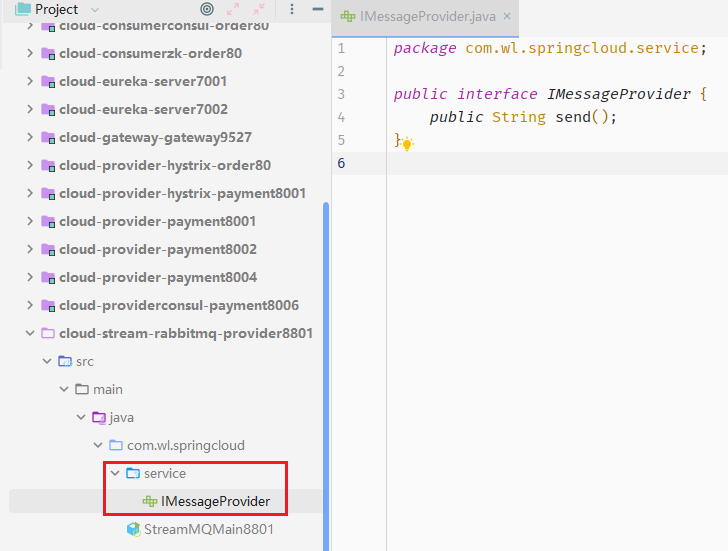 Project
cloud-consumerconsul-order80
cloud-consumerzk-order80
cloud-eureka-server7001
cloud-eureka-server7002
cloud-gateway-gateway9527
cloud-provider-hystrix-order80
cloud-provider-hystrix-payment8001
cloud-provider-payment8001
cloud-provider-payment8002
cloud-provider-payment8004
cloud-providerconsul-payment8006
cloud-stream-rabbitmq-provider8801
src
main
java
com.wl.springcloud
service
IMessageProvider
StreamMQMain8801
IMessageProvider.java
1 package com.wl.springcloud.service;
2
3 public interface IMessageProvider {
4     public String send();
5 }
6